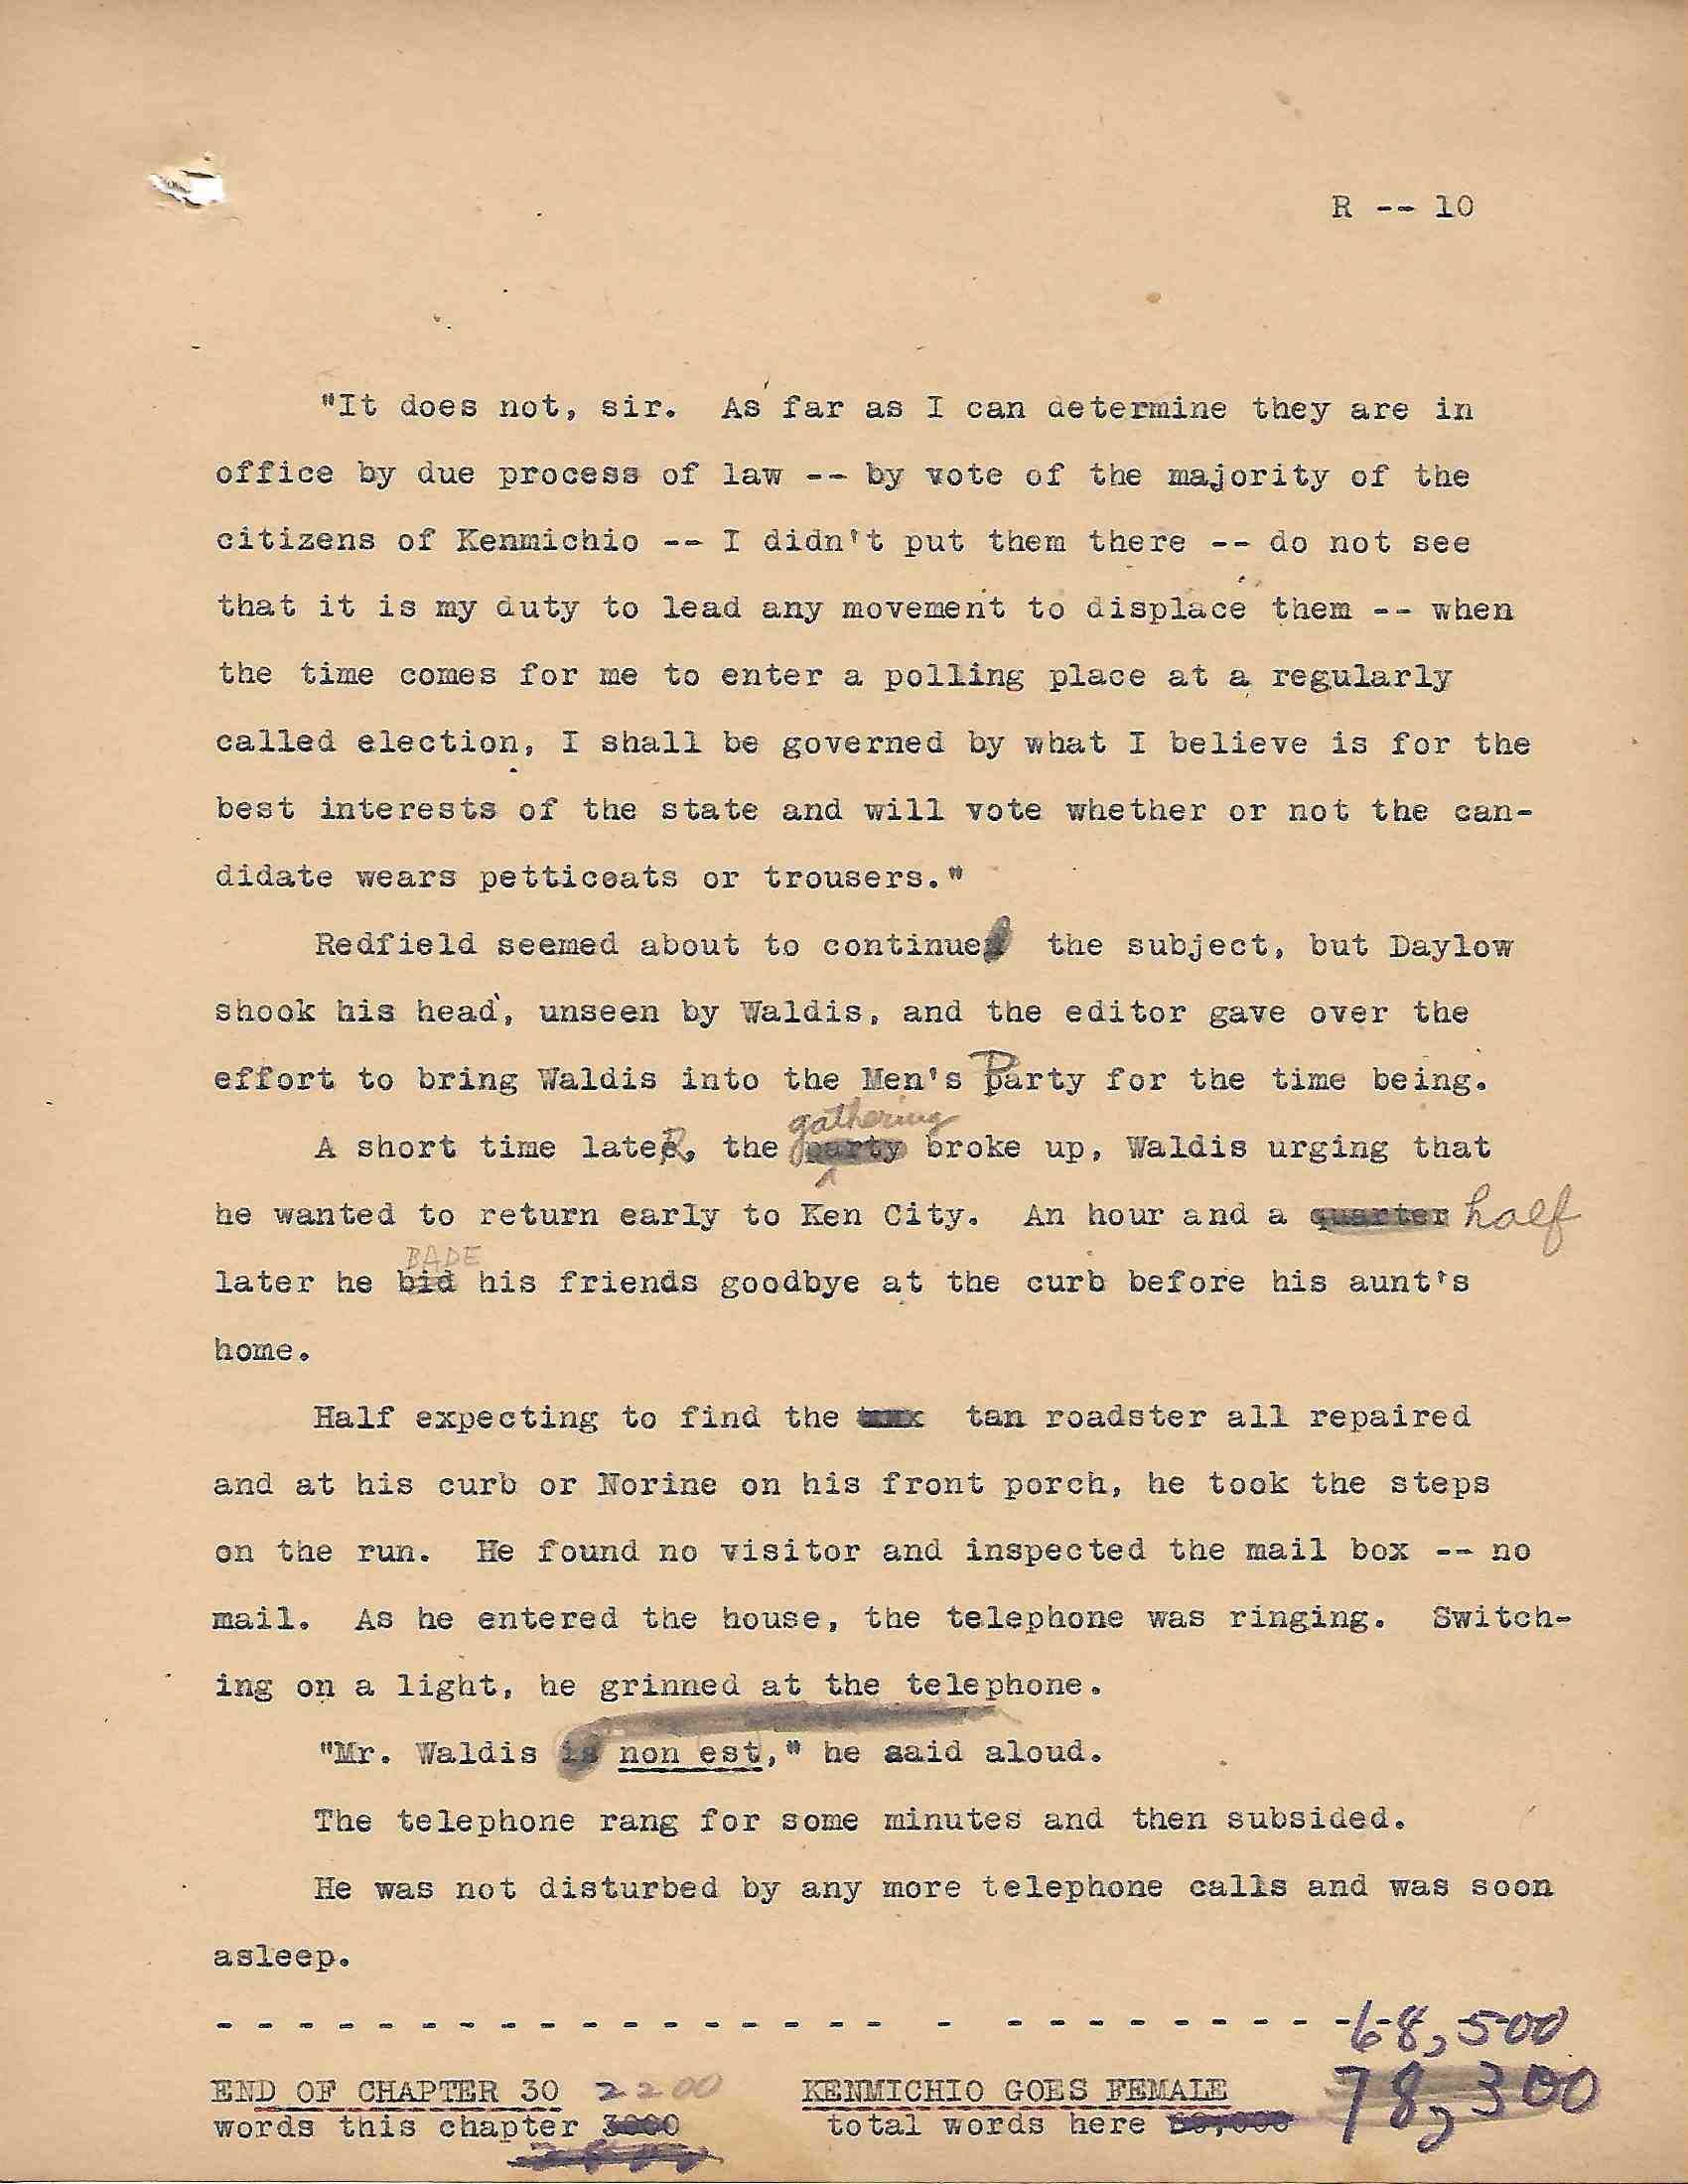 R -- 10
"It does not, sir. As far as I can determine they are in
office by due process of law -- by vote of the majority of the
citizens of Kenmichio -- I didn't put them there -- do not see
that it is my duty to lead any movement to displace them -- when
the time comes for me to enter a polling place at a regularly
called election, I shall be governed by what I believe is for the
best interests of the state and will vote whether or not the can-
didate wears petticoats or trousers."
Redfield seemed about to continue the subject, but Daylow
shook his head, unseen by Waldis, and the editor gave over the
effort to bring Waldis into the Men's Party for the time being.
gathering
A short time lateR, the party broke up, Waldis urging that
he wanted to return early to Ken City. An hour and a quarter half
BADE
later he bid his friends goodbye at the curb before his aunt's
home.
Half expecting to find the tan roadster all repaired
and at his curb or Norine on his front porch, he took the steps
on the run. He found no visitor and inspected the mail box -- no
mail. As he entered the house, the telephone was ringing. Switch-
ing on a light, he grinned at the telephone.
"Mr. Waldis is non est," he aaid aloud.
The telephone rang for some minutes and then subsided.
He was not disturbed by any more telephone calls and was soon
asleep.
- - - - - - - - - - - - - - - - - - - - - - - - - - 68,500
END OF CHAPTER 30 2200 KENMICHIO GOES FEMALE 78,300
words this chapter 3000 total words here